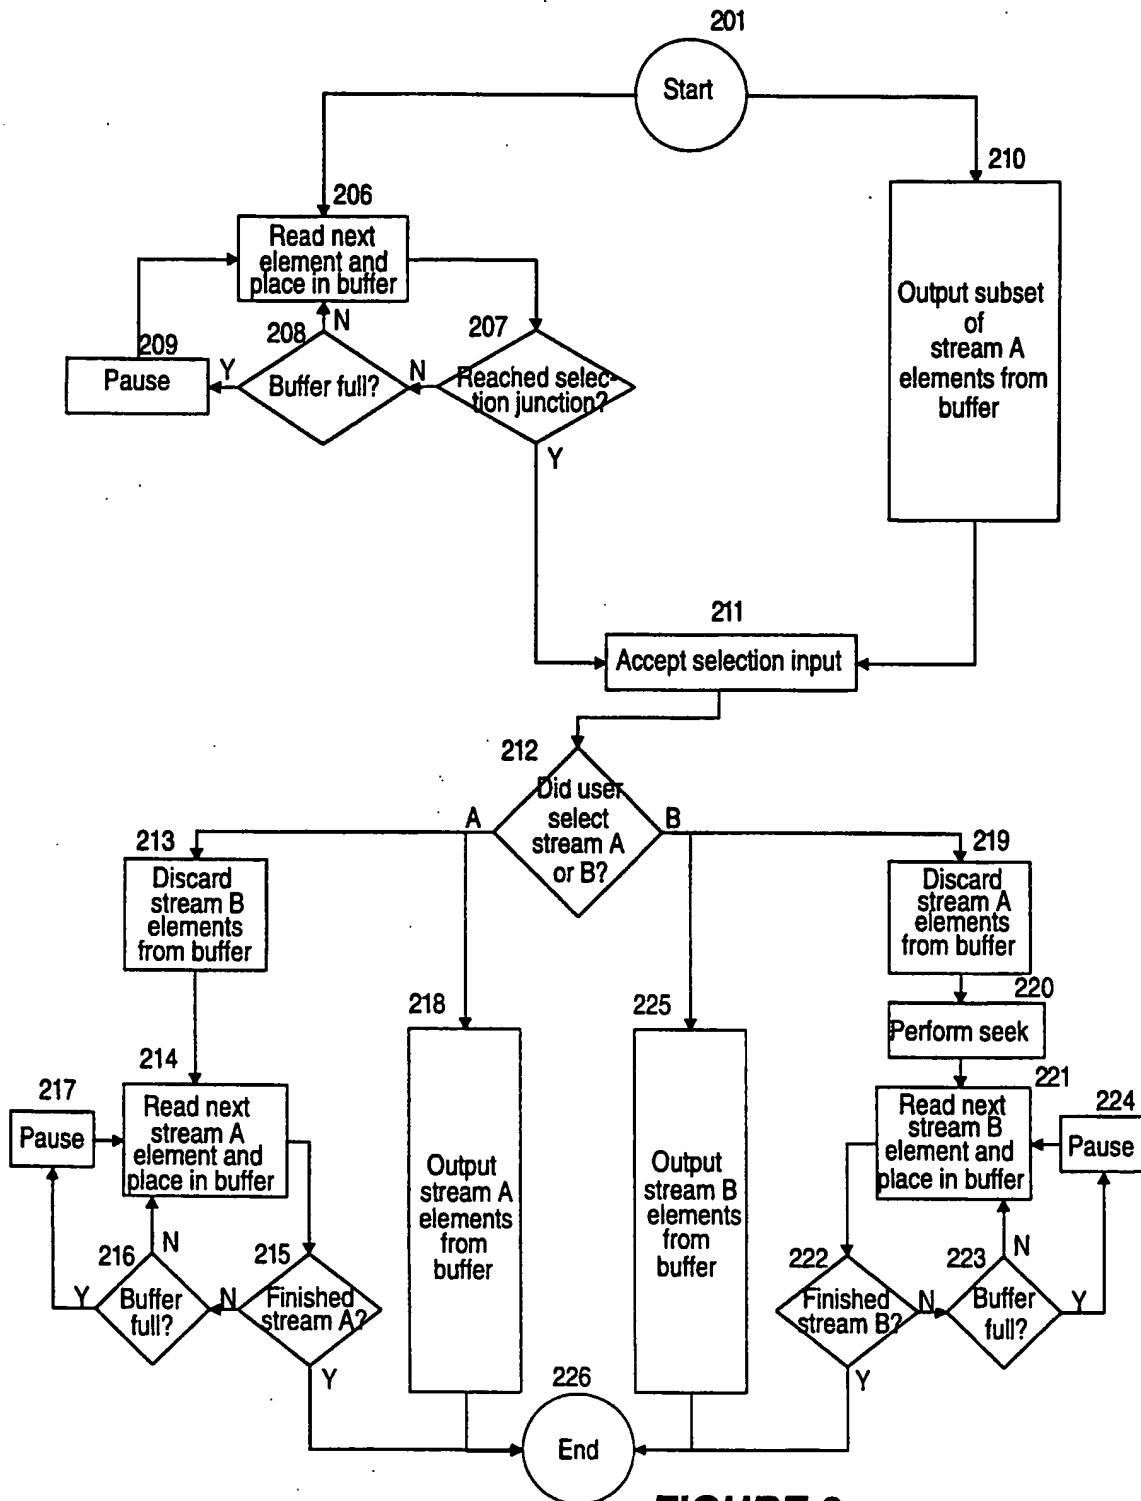 201
Start
210
206
Read next
element and
place in buffer
Output subset
of
stream A
elements from
buffer
N
208
207
209
Pause
Y
Buffer full?
N
Reached selec-
tion junction?
Y
211
Accept selection input
212
Did user
select
stream A
or B?
A
B
213
Discard
stream B
elements
from buffer
219
Discard
stream A
elements
from buffer
220
Perform seek
218
225
214
217
Pause
Read next
stream A
element and
place in buffer
221
224
Read next
stream B
element and
place in buffer
Pause
Output
stream A
elements
from
buffer
Output
stream B
elements
from
buffer
N
216
215
Y
Buffer
full?
N
Finished
stream A?
Y
222
223
N
Finished
stream B?
N
Buffer
full?
Y
Y
226
End